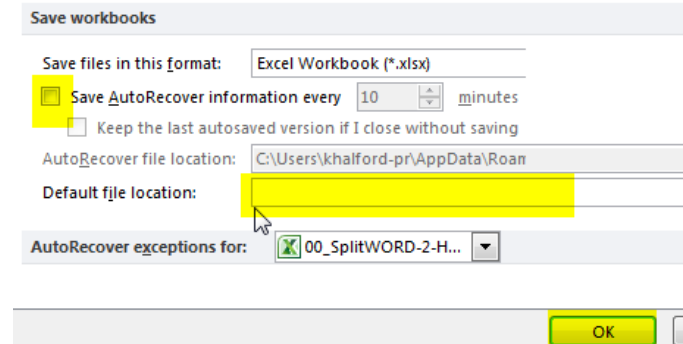 Save workbooks
Save files in this format: Excel Workbook (*.xlsx)
Save AutoRecover information every 10 minutes
Keep the last autosaved version if I close without saving
AutoRecover file location: C:\Users\khalford-pr\AppData\Roam
Default file location:
AutoRecover exceptions for: 00_SplitWORD-2-H...
OK